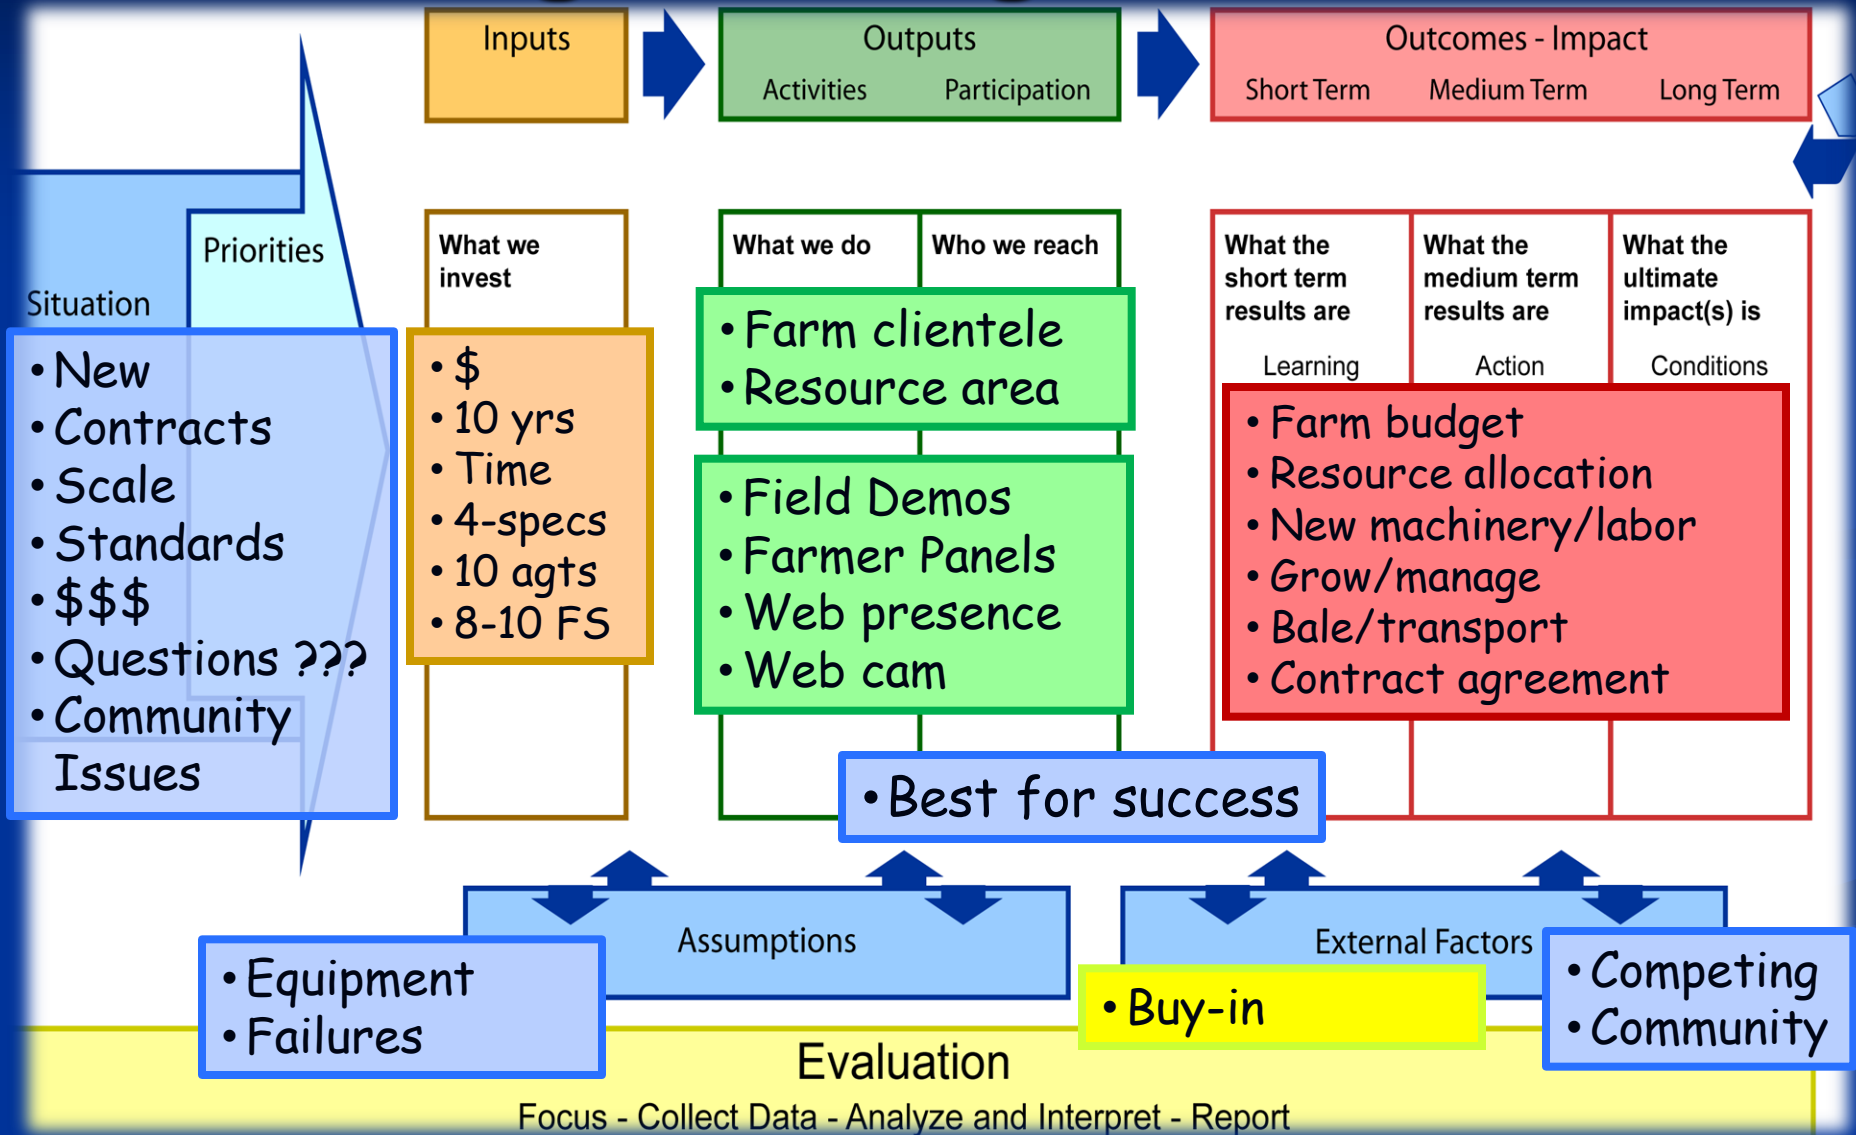 Inputs
Outputs
Activities Participation
Outcomes - Impact
Short Term Medium Term Long Term
Situation
Priorities
• New
• Contracts
• Scale
• Standards
• $$$
• Questions ???
• Community
Issues
What we
invest
• $
• 10 yrs
• Time
• 4-specs
• 10 agts
• 8-10 FS
What we do
Who we reach
• Farm clientele
• Resource area
• Field Demos
• Farmer Panels
• Web presence
• Web cam
What the
short term
results are
Learning
What the
medium term
results are
Action
What the
ultimate
impact(s) is
Conditions
• Farm budget
• Resource allocation
• New machinery/labor
• Grow/manage
• Bale/transport
• Contract agreement
• Best for success
Assumptions
• Equipment
• Failures
External Factors
• Buy-in
• Competing
• Community
Evaluation
Focus - Collect Data - Analyze and Interpret - Report